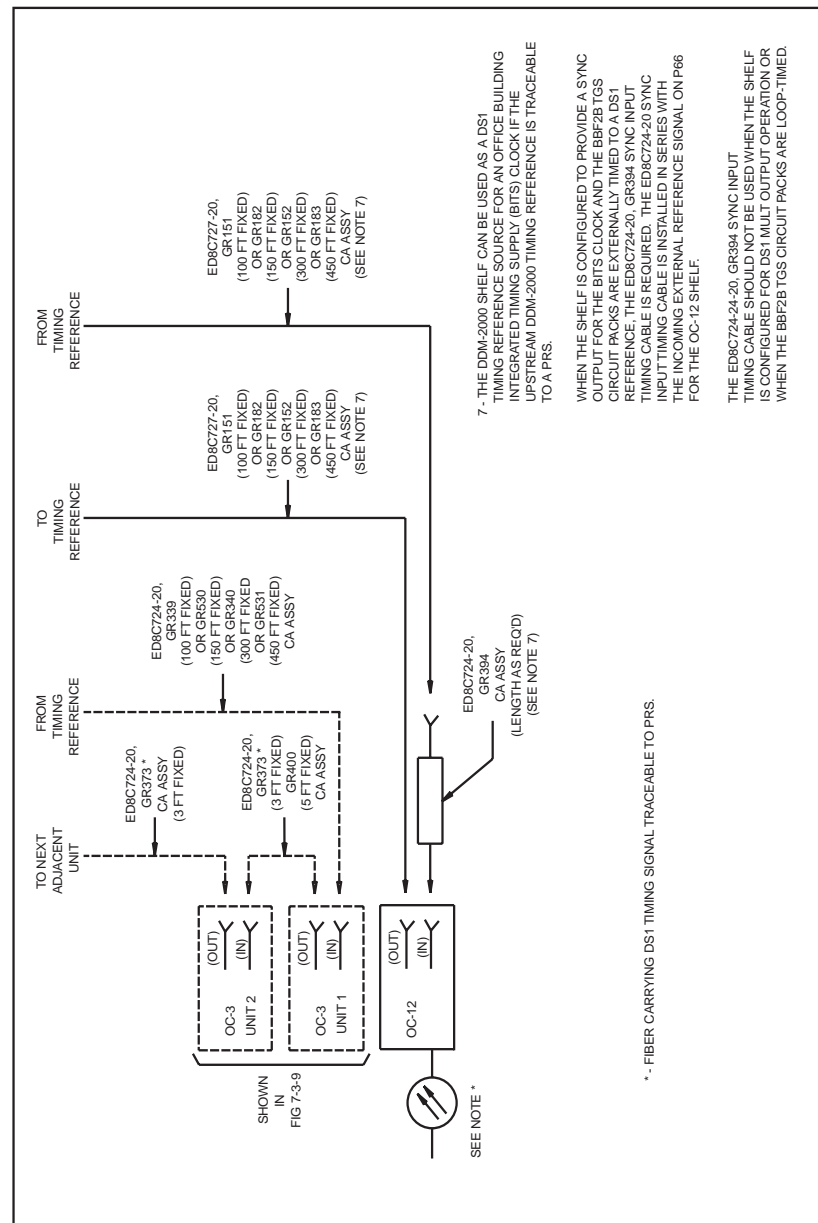 TO NEXT
ADJACENT
UNIT
FROM
TIMING
REFERENCE
TO
TIMING
REFERENCE
FROM
TIMING
REFERENCE
ED8C724-20,
GR373 *
CA ASSY
(3 FT FIXED)
ED8C724-20,
GR373 *
(3 FT FIXED)
GR400
(5 FT FIXED)
CA ASSY
ED8C724-20,
GR339
(100 FT FIXED)
OR GR530
(150 FT FIXED)
OR GR340
(300 FT FIXED
OR GR531
(450 FT FIXED)
CA ASSY
ED8C727-20,
GR151
(100 FT FIXED)
OR GR182
(150 FT FIXED)
OR GR152
(300 FT FIXED)
OR GR183
(450 FT FIXED)
CA ASSY
(SEE NOTE 7)
ED8C727-20,
GR151
(100 FT FIXED)
OR GR182
(150 FT FIXED)
OR GR152
(300 FT FIXED)
OR GR183
(450 FT FIXED)
CA ASSY
(SEE NOTE 7)
SHOWN
IN
FIG 7-3-9
OC-3
UNIT 2
(OUT)
(IN)
OC-3
UNIT 1
(OUT)
(IN)
OC-12
(OUT)
(IN)
SEE NOTE *
ED8C724-20,
GR394
CA ASSY
(LENGTH AS REQ'D)
(SEE NOTE 7)
* - FIBER CARRYING DS1 TIMING SIGNAL TRACEABLE TO PRS.
7 - THE DDM-2000 SHELF CAN BE USED AS A DS1
TIMING REFERENCE SOURCE FOR AN OFFICE BUILDING
INTEGRATED TIMING SUPPLY (BITS) CLOCK IF THE
UPSTREAM DDM-2000 TIMING REFERENCE IS TRACEABLE
TO A PRS.
WHEN THE SHELF IS CONFIGURED TO PROVIDE A SYNC
OUTPUT FOR THE BITS CLOCK AND THE BBF2B TGS
CIRCUIT PACKS ARE EXTERNALLY TIMED TO A DS1
REFERENCE, THE ED8C724-20, GR394 SYNC INPUT
TIMING CABLE IS REQUIRED. THE ED8C724-20 SYNC
INPUT TIMING CABLE IS INSTALLED IN SERIES WITH
THE INCOMING EXTERNAL REFERENCE SIGNAL ON P66
FOR THE OC-12 SHELF.
THE ED8C724-24-20, GR394 SYNC INPUT
TIMING CABLE SHOULD NOT BE USED WHEN THE SHELF
IS CONFIGURED FOR DS1 MULT OUTPUT OPERATION OR
WHEN THE BBF2B TGS CIRCUIT PACKS ARE LOOP-TIMED.